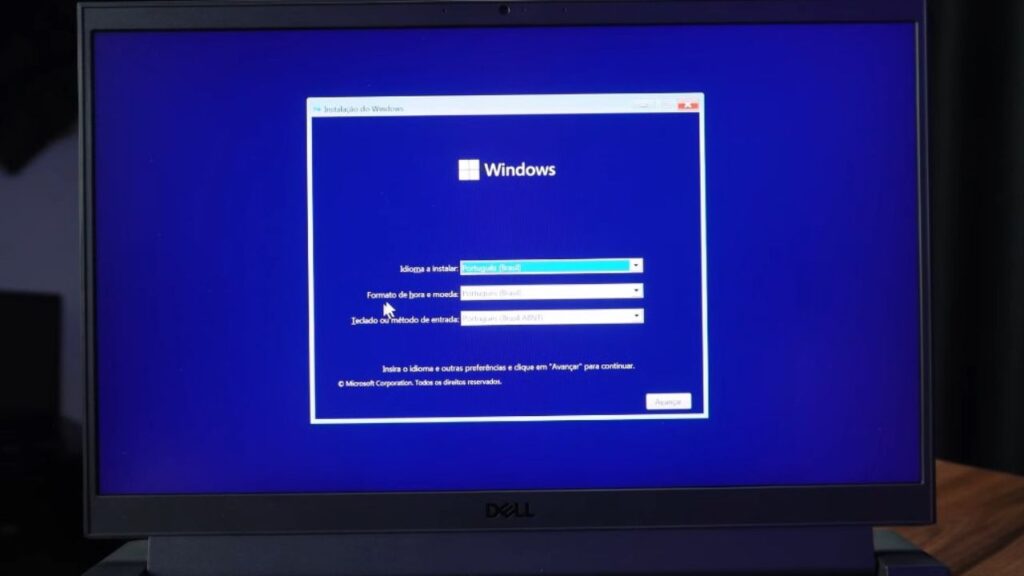 Instalação do Windows
Windows
Idioma a instalar: Português (Brasil)
Formato de hora e moeda: Português (Brasil)
Teclado ou método de entrada: Português (Brasil ABNT)
Insira o idioma e outras preferências e clique em "Avançar" para continuar.
© Microsoft Corporation. Todos os direitos reservados.
Avançar
DELL